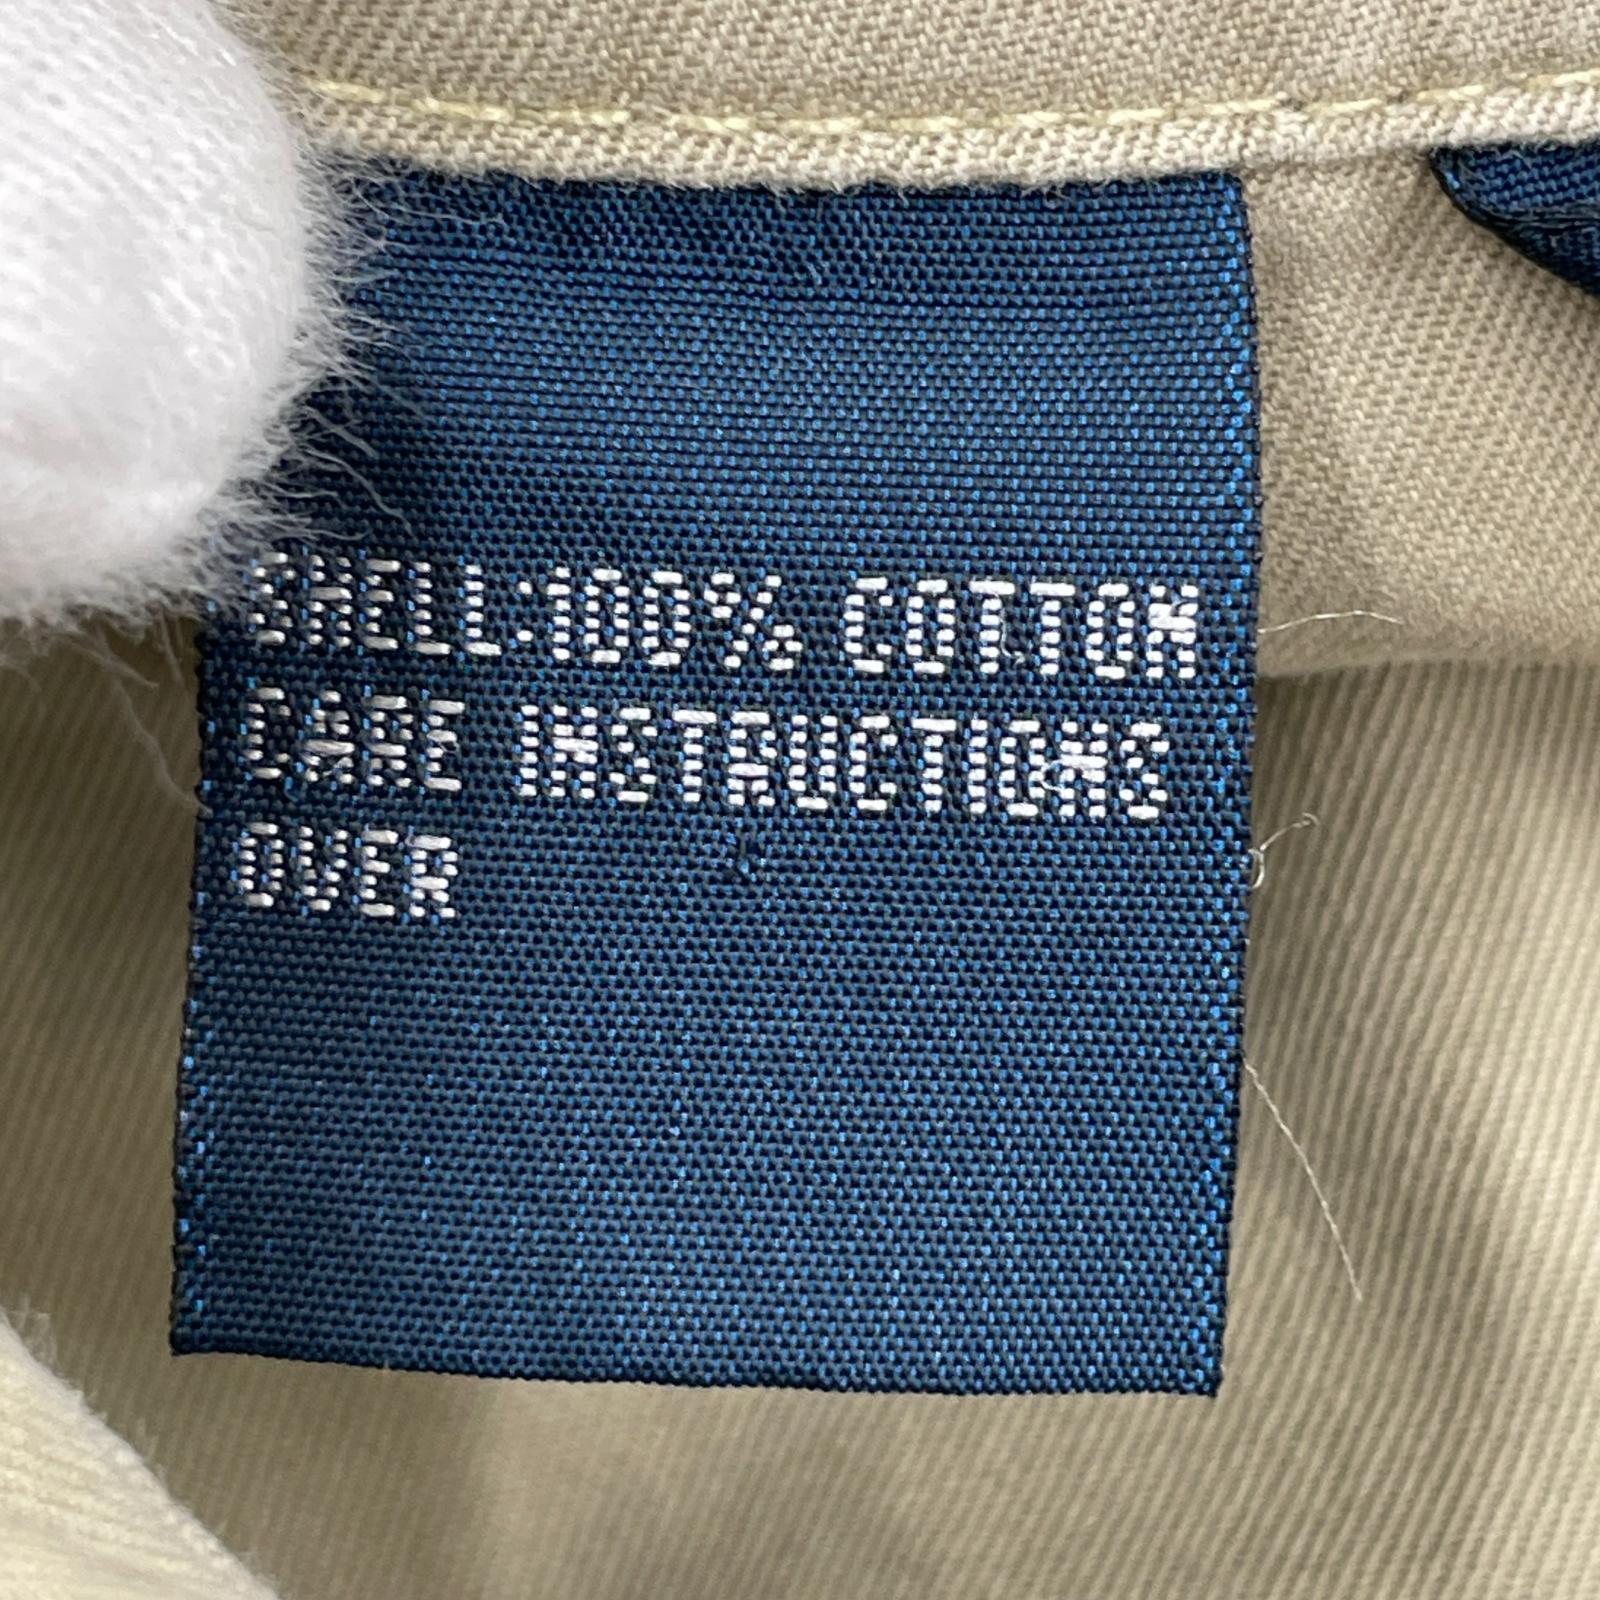 SHELL:100% COTTON
CARE INSTRUCTIONS
OVER